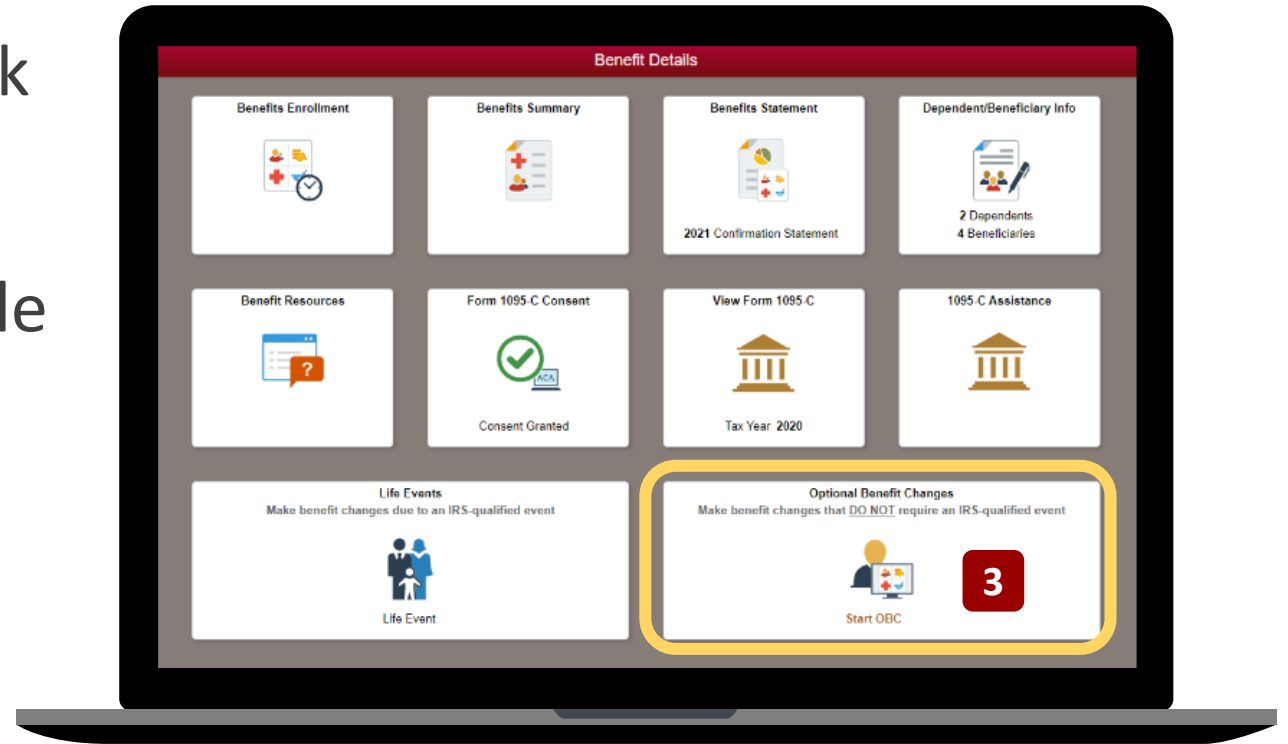 k
le
Benefit Details
Benefits Enrollment
Benefits Summary
Benefits Statement
2021 Confirmation Statement
Dependent/Beneficiary Info
2 Dependents
4 Beneficiaries
Benefit Resources
?
Form 1095-C Consent
ACA
Consent Granted
View Form 1095-C
Tax Year 2020
1095-C Assistance
Life Events
Make benefit changes due to an IRS-qualified event
Life Event
Optional Benefit Changes
Make benefit changes that DO NOT require an IRS-qualified event
3
Start OBC